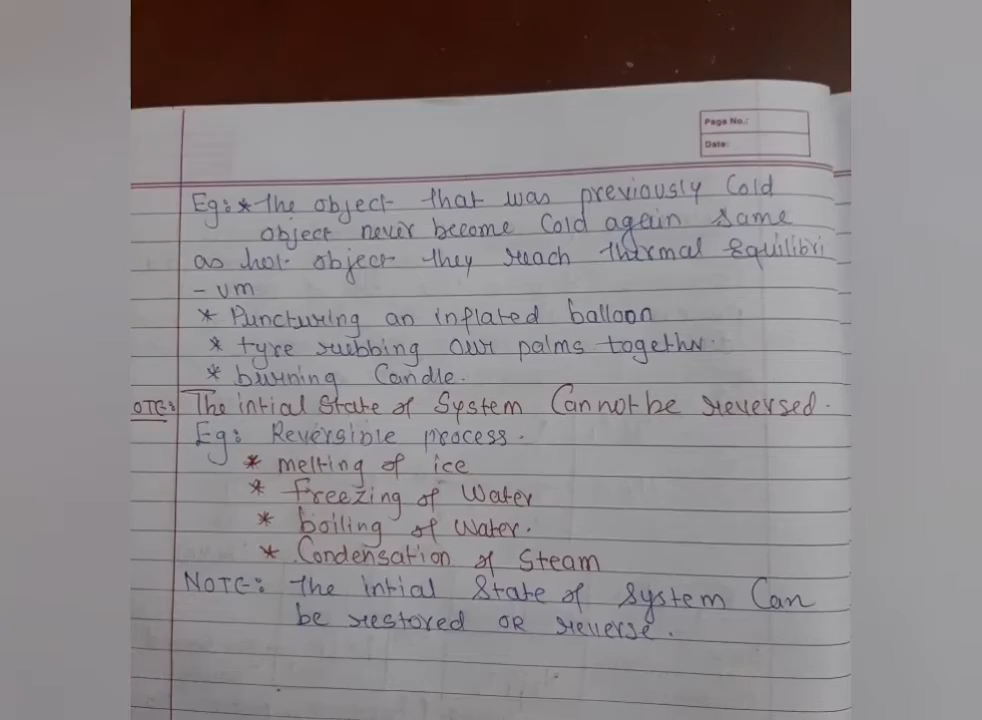 Page No.:
Date:
Eg:* the object that was previously Cold
object never become Cold again same
as hot object they reach thermal Equilibri
- um
* Puncturing an inflated balloon
* tyre rubbing our palms together.
* burning Candle.
OTE: The intial State of System Cannot be reversed.
Eg: Reversible process.
* melting of ice
* Freezing of Water
* boiling of Water.
* Condensation of Steam
NOTE: The intial State of System Can
be restored OR reverse.